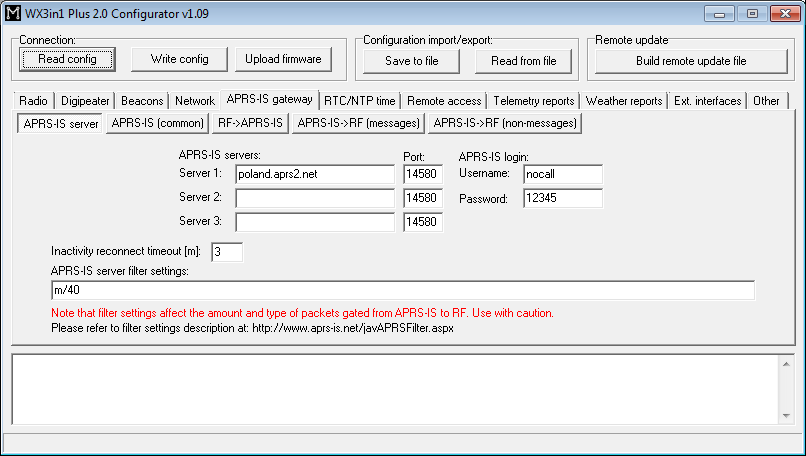 WX3in1 Plus 2.0 Configurator v1.09
Connection: Configuration import/export: Remote update
Read config Write config Upload firmware Save to file Read from file Build remote update file
Radio Digipeater Beacons Network APRS-IS gateway RTC/NTP time Remote access Telemetry reports Weather reports Ext. interfaces Other
APRS-IS server APRS-IS (common) RF->APRS-IS APRS-IS->RF (messages) APRS-IS->RF (non-messages)
APRS-IS servers: Port: APRS-IS login:
Server 1: poland.aprs2.net 14580 Username: nocall
Server 2: 14580 Password: 12345
Server 3: 14580
Inactivity reconnect timeout [m]: 3
APRS-IS server filter settings:
m/40
Note that filter settings affect the amount and type of packets gated from APRS-IS to RF. Use with caution.
Please refer to filter settings description at: http://www.aprs-is.net/javAPRSFilter.aspx